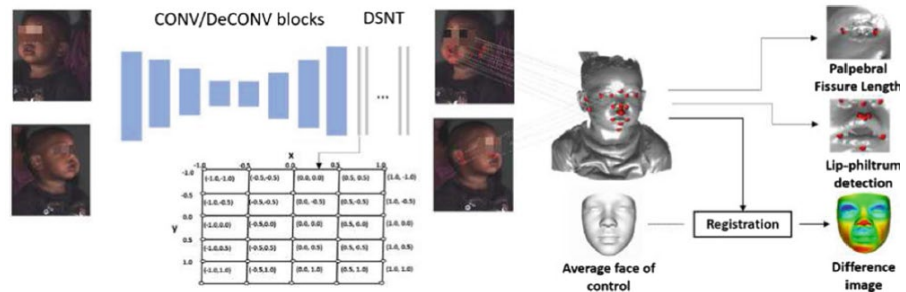 CONV/DeCONV blocks
DSNT
...
x
-1.0 -0.5 0.0 0.5 1.0
-1.0 (-1.0,-1.0) (-0.5,-0.5) (0.0, 0.0) (0.5, 0.5) (1.0, -1.0)
-0.5 (-1.0,-0.5) (-0.5,-0.5) (0.0, -0.5) (0.5,-0.5) (1.0, -0.5)
0.0 (-1.0,0.0) (-0.5,0.0) (0.0, 0.0) (0.5, 0.0) (1.0, 0.0)
y
0.5 (-1.0,0.5) (-0.5,0.5) (0.0, 0.5) (0.5, -0.5) (1.0, 0.5)
1.0 (-1.0,1.0) (-0.5,1.0) (0.0, 1.0) (0.5, 1.0) (1.0, 1.0)
Palpebral
Fissure Length
Lip-philtrum
detection
Registration
Average face of
control
Difference
image